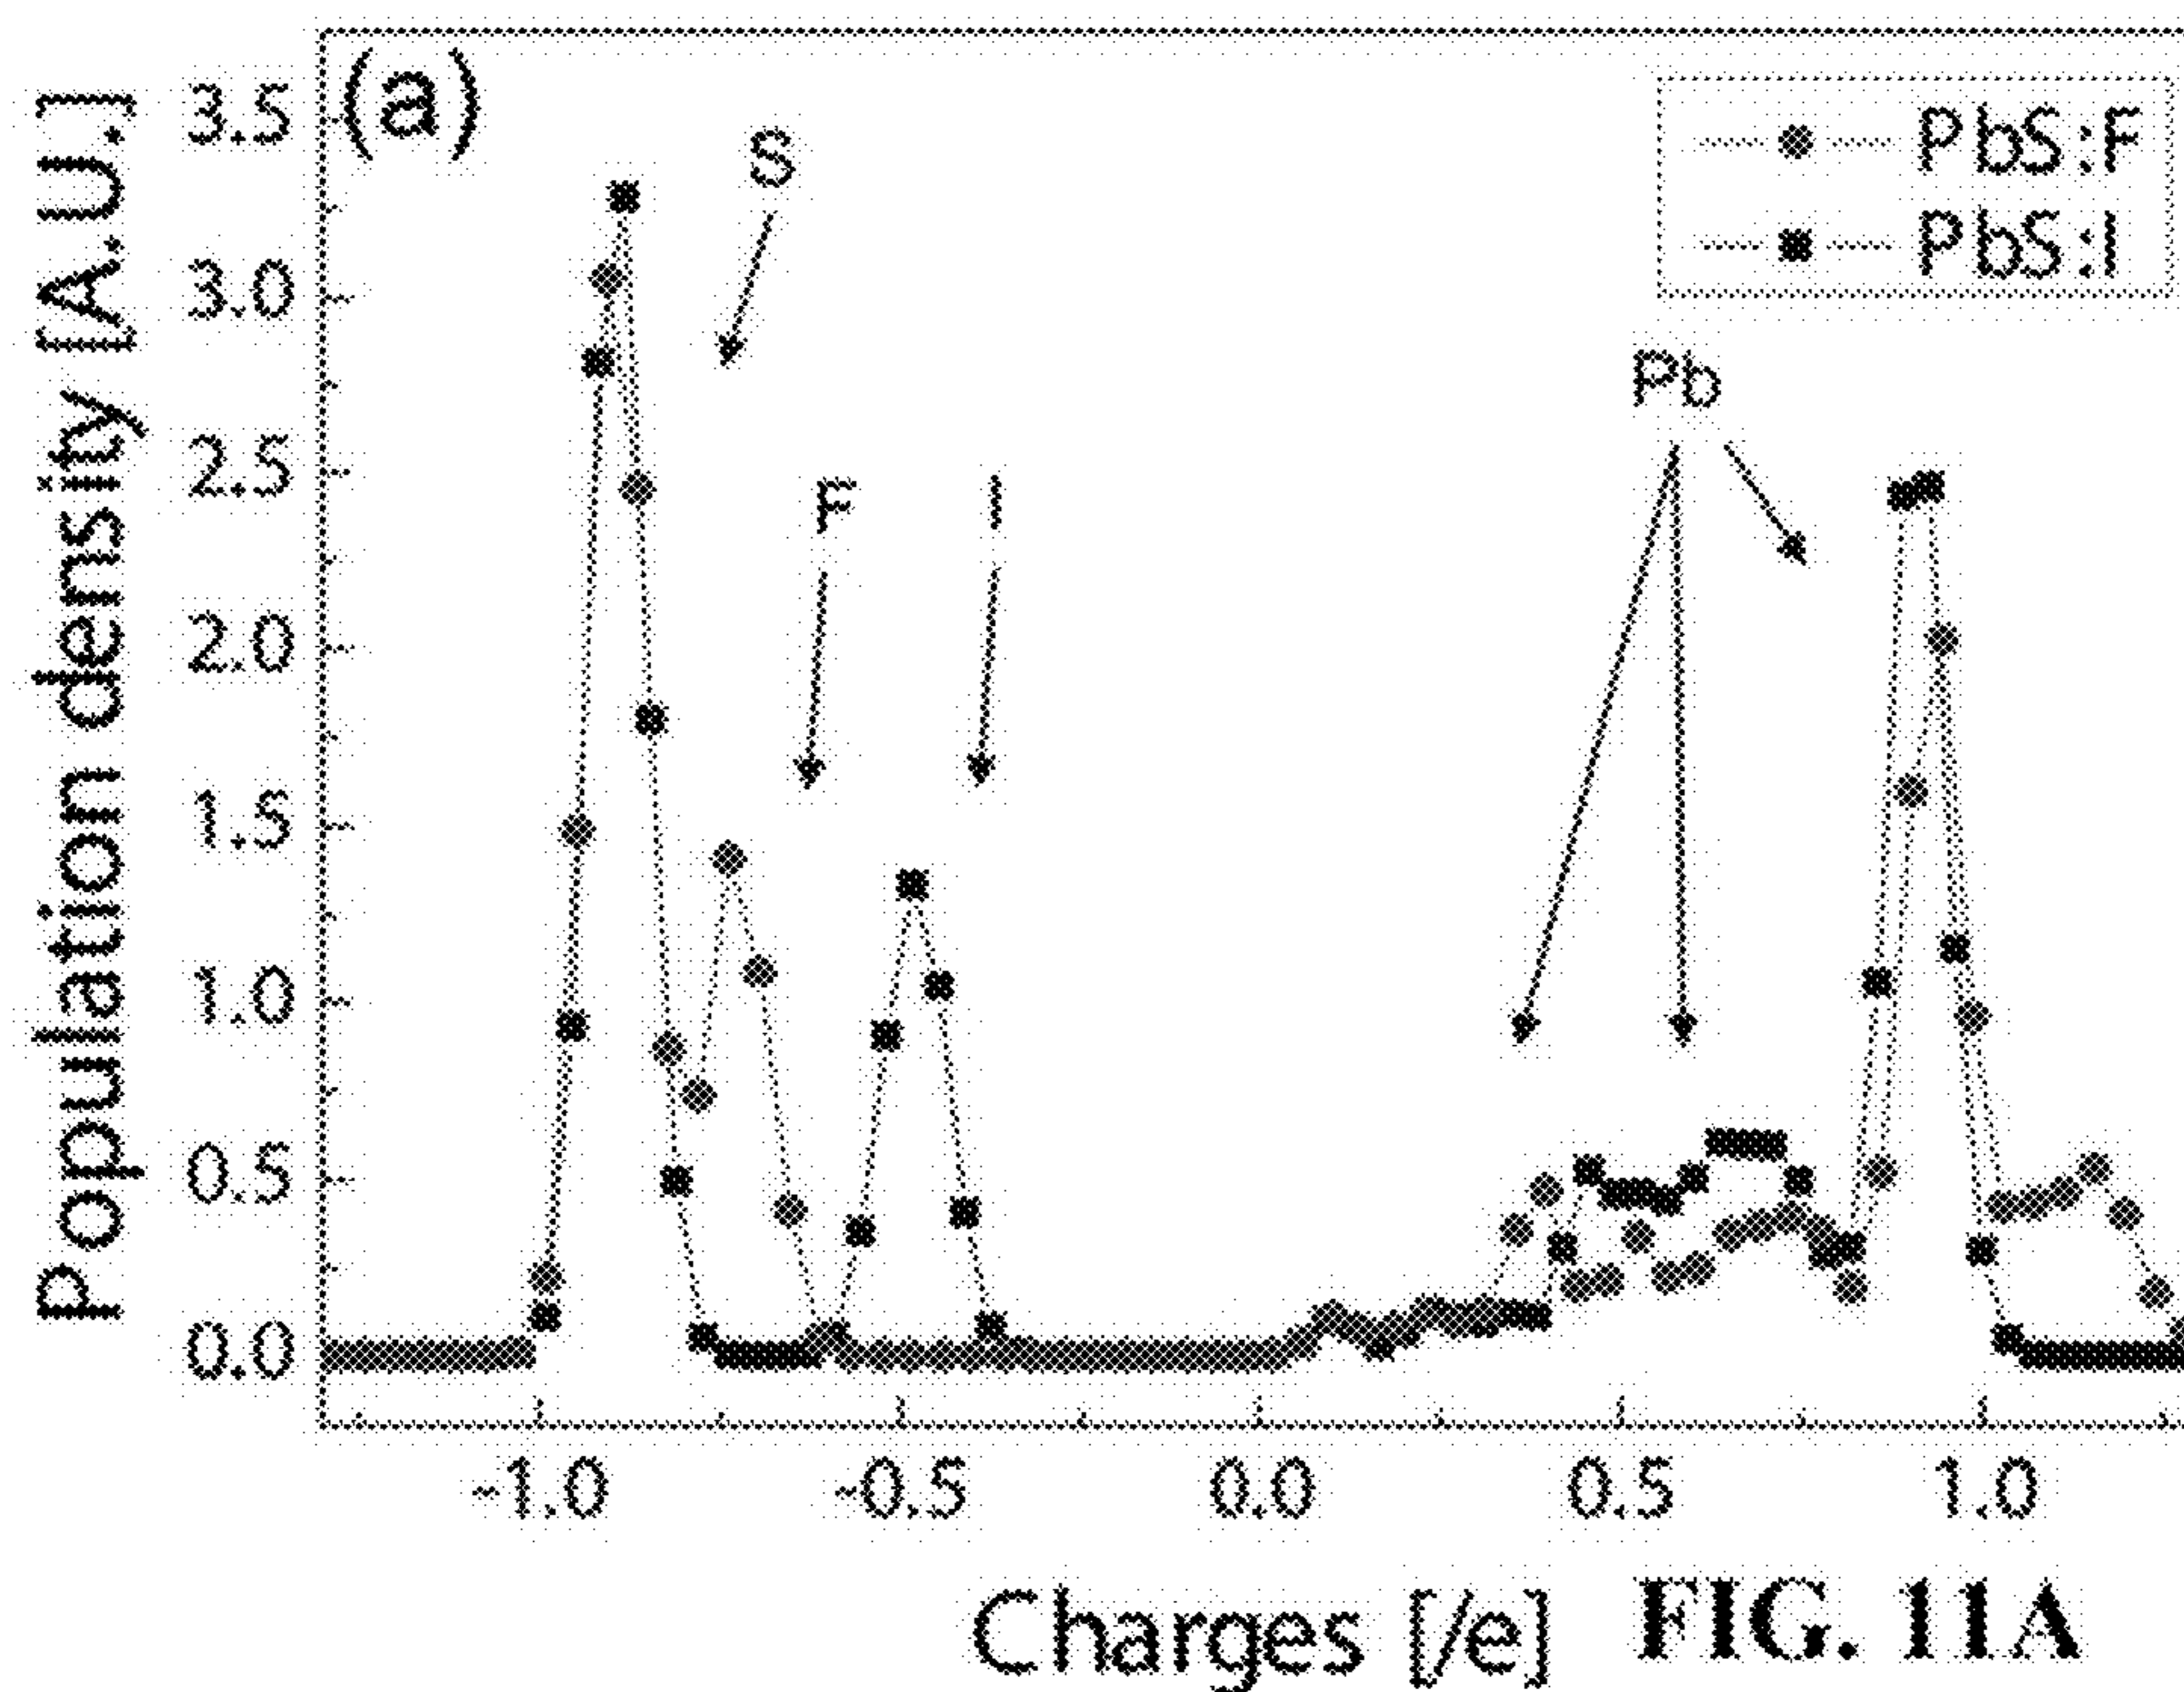 (a)
Population density [A.U.]
3.5
3.0
2.5
2.0
1.5
1.0
0.5
0.0
S
F
I
Pb
PbS:F
PbS:I
-1.0 -0.5 0.0 0.5 1.0
Charges [/e]
FIG. 11A